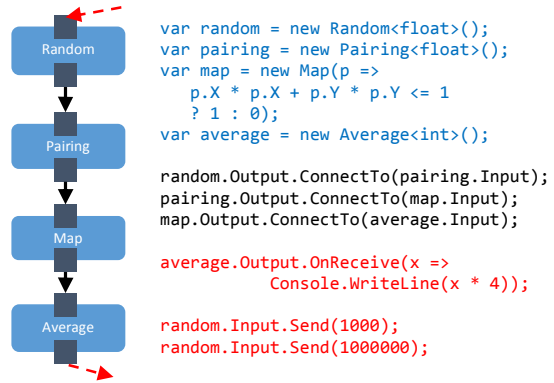 Random
Pairing
Map
Average
var random = new Random<float>();
var pairing = new Pairing<float>();
var map = new Map(p =>
p.X * p.X + p.Y * p.Y <= 1
? 1 : 0);
var average = new Average<int>();
random.Output.ConnectTo(pairing.Input);
pairing.Output.ConnectTo(map.Input);
map.Output.ConnectTo(average.Input);
average.Output.OnReceive(x =>
Console.WriteLine(x * 4));
random.Input.Send(1000);
random.Input.Send(1000000);